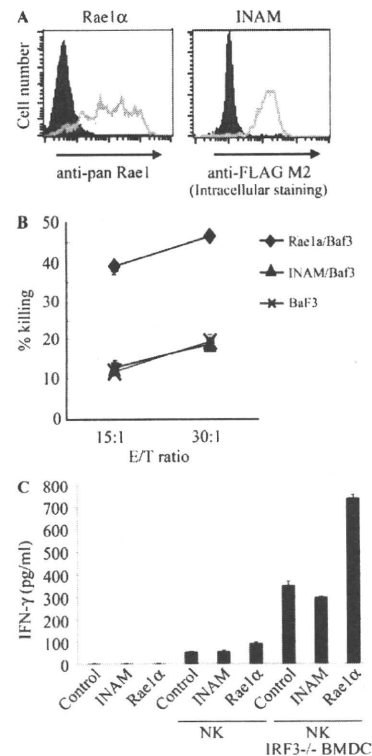 A
Rae1α
INAM
Cell number
anti-pan Rae1
anti-FLAG M2
(Intracellular staining)
B
% killing
50
40
30
20
10
0
15:1
30:1
E/T ratio
Rae1a/Baf3
INAM/Baf3
BaF3
C
IFN-γ (pg/ml)
800
700
600
500
400
300
200
100
0
Control
INAM
Rae1α
Control
INAM
Rae1α
Control
INAM
Rae1α
NK
NK
IRF3-/- BMDC